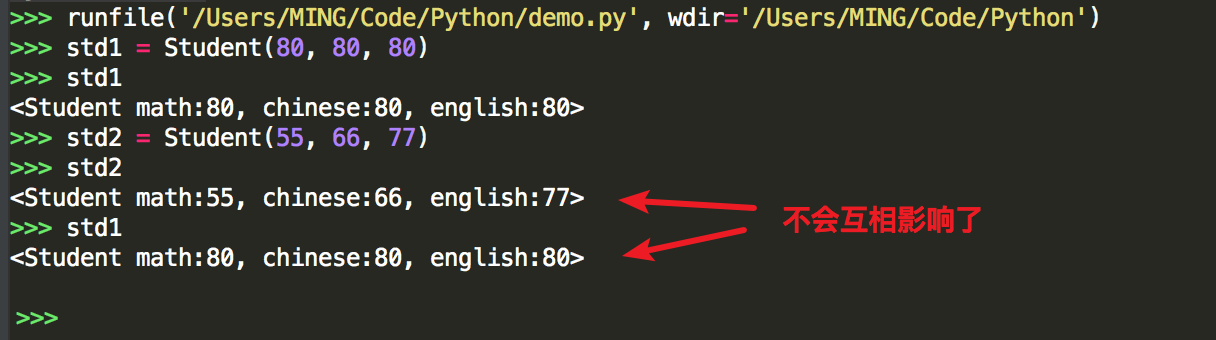 >>> runfile('/Users/MING/Code/Python/demo.py', wdir='/Users/MING/Code/Python')
>>> std1 = Student(80, 80, 80)
>>> std1
<Student math:80, chinese:80, english:80>
>>> std2 = Student(55, 66, 77)
>>> std2
<Student math:55, chinese:66, english:77>
不会互相影响了
>>> std1
<Student math:80, chinese:80, english:80>
>>>